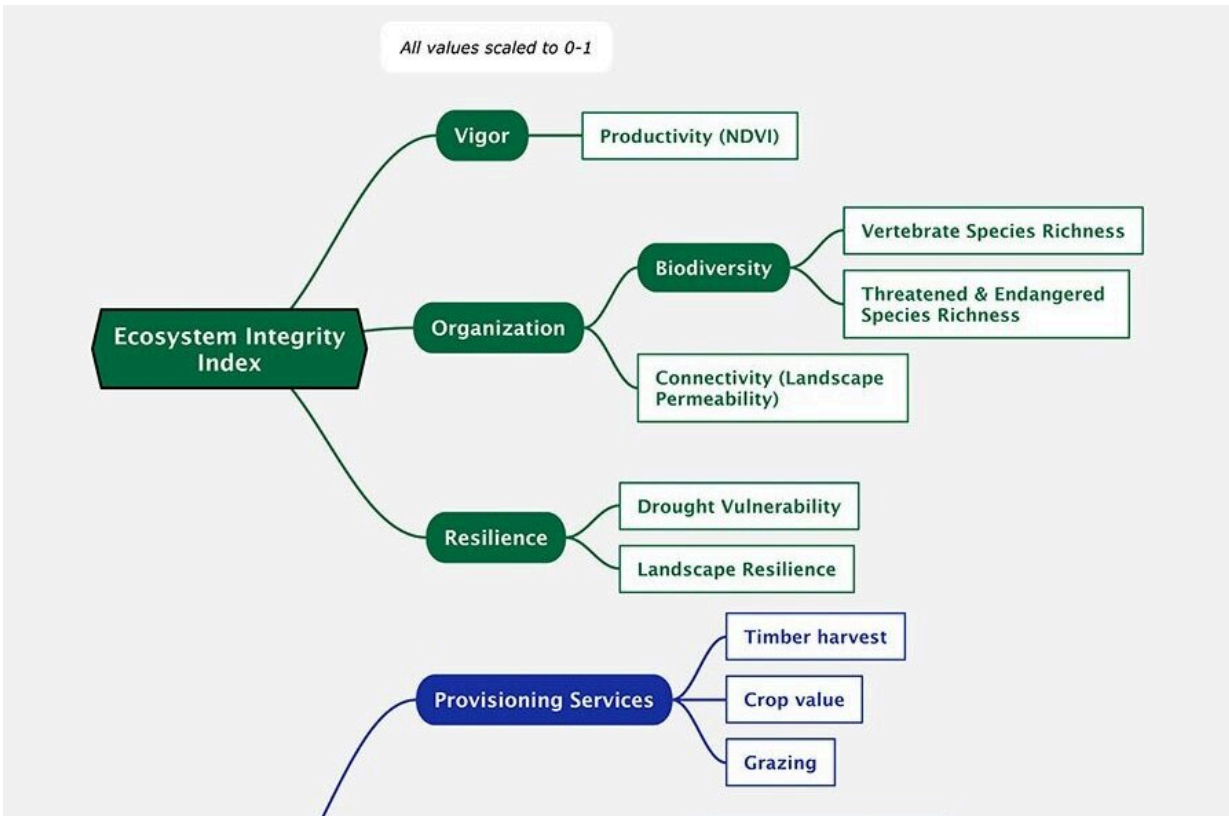 All values scaled to 0-1
Vigor
Productivity (NDVI)
Vertebrate Species Richness
Biodiversity
Threatened & Endangered
Species Richness
Organization
Ecosystem Integrity
Index
Connectivity (Landscape
Permeability)
Drought Vulnerability
Resilience
Landscape Resilience
Timber harvest
Provisioning Services
Crop value
Grazing